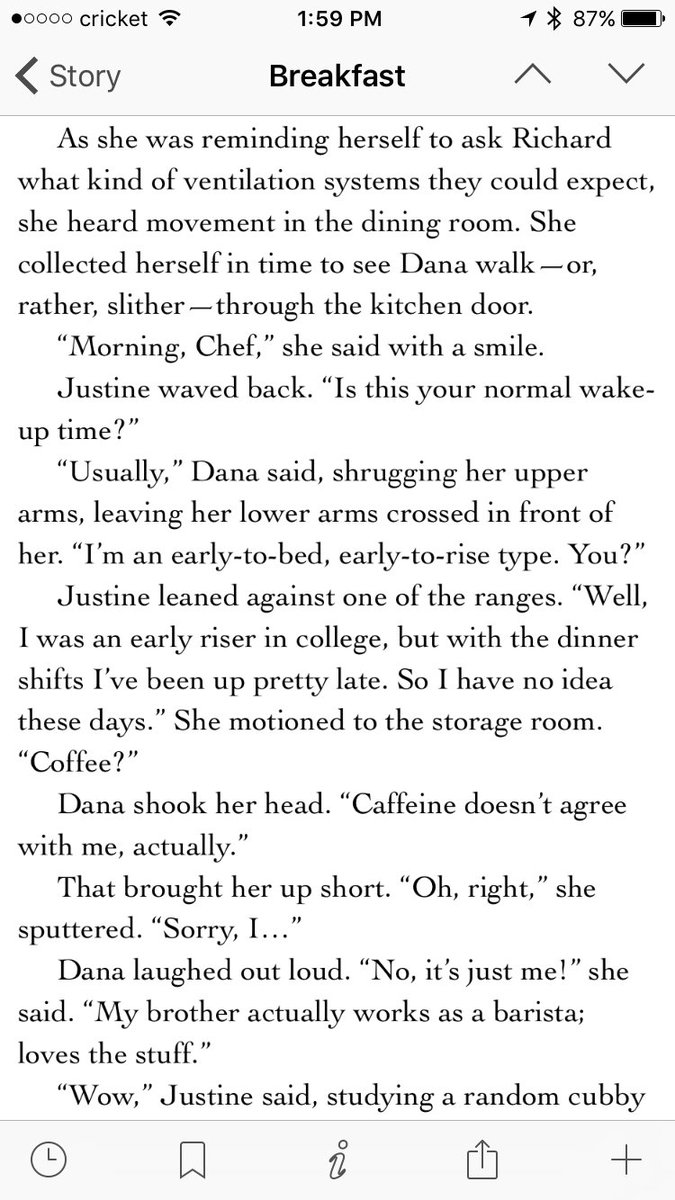 cricket 1:59 PM 87%
Story Breakfast
As she was reminding herself to ask Richard
what kind of ventilation systems they could expect,
she heard movement in the dining room. She
collected herself in time to see Dana walk—or,
rather, slither—through the kitchen door.
“Morning, Chef,” she said with a smile.
Justine waved back. “Is this your normal wake-
up time?”
“Usually,” Dana said, shrugging her upper
arms, leaving her lower arms crossed in front of
her. “I’m an early-to-bed, early-to-rise type. You?”
Justine leaned against one of the ranges. “Well,
I was an early riser in college, but with the dinner
shifts I’ve been up pretty late. So I have no idea
these days.” She motioned to the storage room.
“Coffee?”
Dana shook her head. “Caffeine doesn’t agree
with me, actually.”
That brought her up short. “Oh, right,” she
sputtered. “Sorry, I…”
Dana laughed out loud. “No, it’s just me!” she
said. “My brother actually works as a barista;
loves the stuff.”
“Wow,” Justine said, studying a random cubby